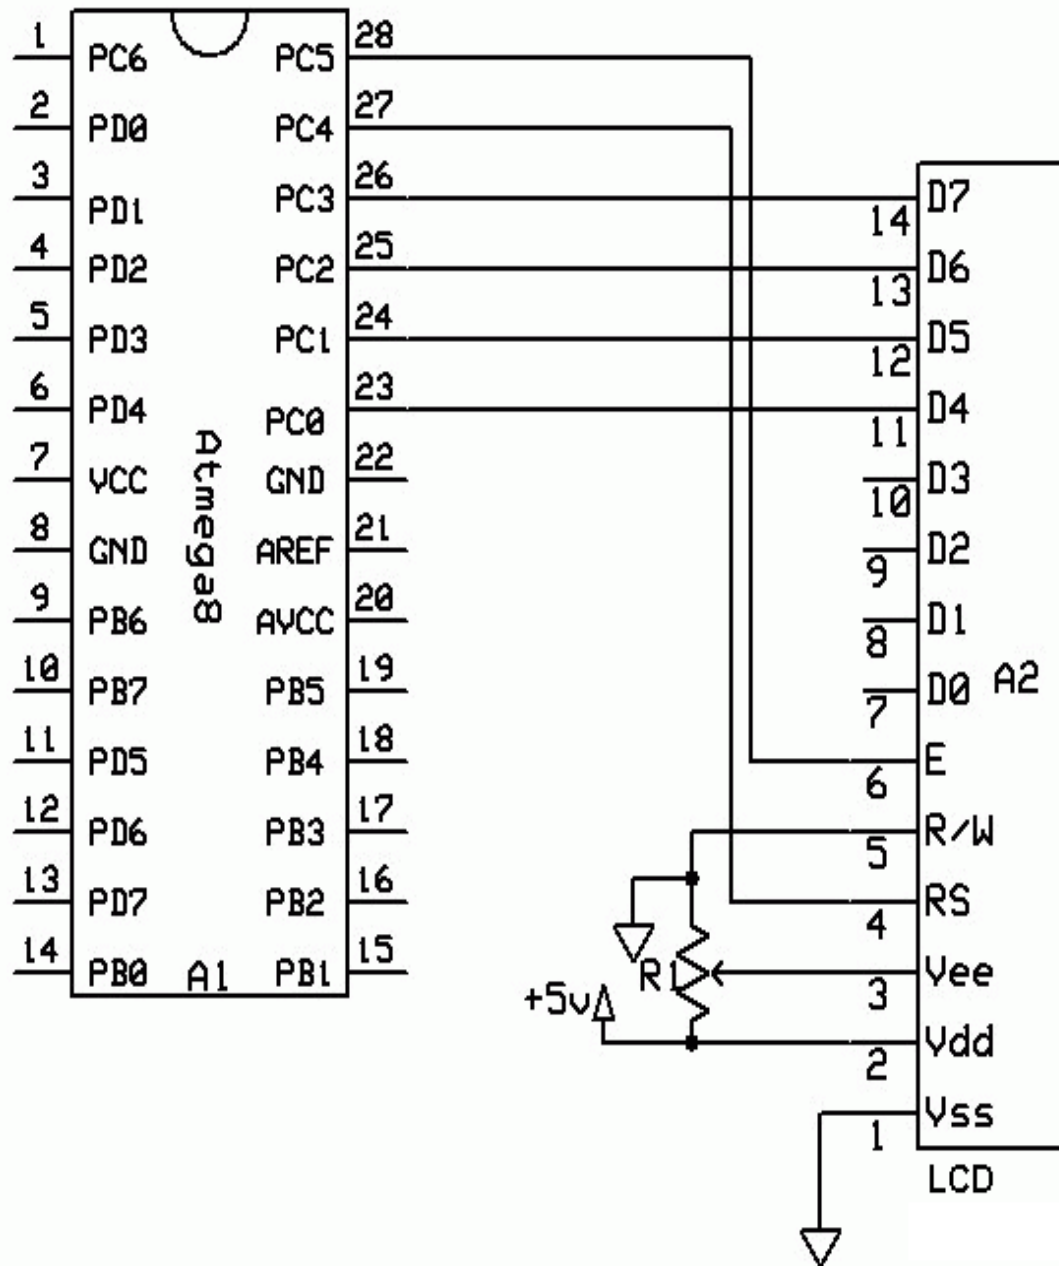 1 PC6 PC5 28
2 PD0 PC4 27
3 PD1 PC3 26
4 PD2 PC2 25
5 PD3 PC1 24
6 PD4 PC0 23
7 VCC GND 22
8 GND AREF 21
9 PB6 AVCC 20
10 PB7 PB5 19
11 PD5 PB4 18
12 PD6 PB3 17
13 PD7 PB2 16
14 PB0 A1 PB1 15
Atmega8
14 D7
13 D6
12 D5
11 D4
10 D3
9 D2
8 D1
7 D0
A2
6 E
5 R/W
4 RS
R1
3 Vee
+5v
2 Vdd
1 Vss
LCD